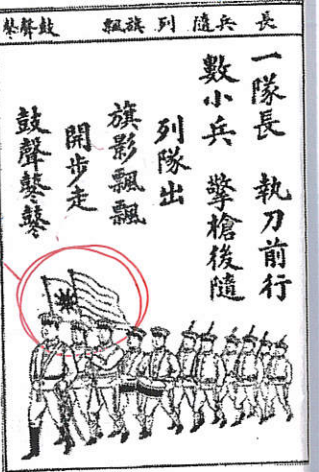 長 兵 隨 列 旗 飄 鼓 聲 鼕
一隊長 執刀前行
數小兵 擎槍後隨
列隊出
旗影飄飄
開步走
鼓聲鼕鼕